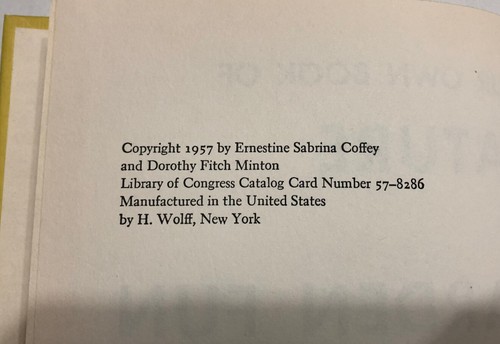 Copyright 1957 by Ernestine Sabrina Coffey
and Dorothy Fitch Minton
Library of Congress Catalog Card Number 57–8286
Manufactured in the United States
by H. Wolff, New York